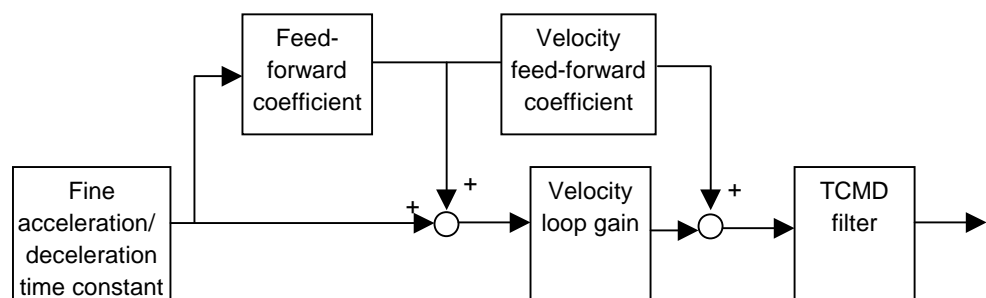 Feed-
forward
coefficient
Velocity
feed-forward
coefficient
Fine
acceleration/
deceleration
time constant
+
+
Velocity
loop gain
+
TCMD
filter